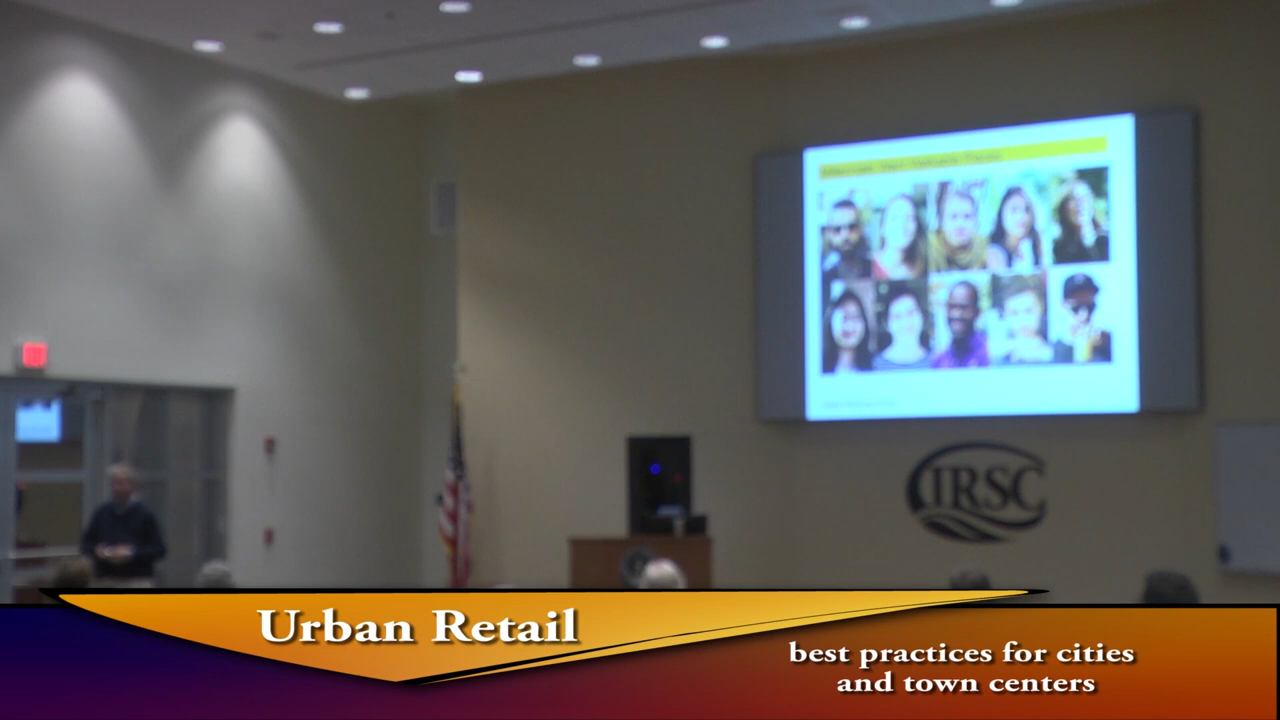 IRSC
Urban Retail
best practices for cities
and town centers